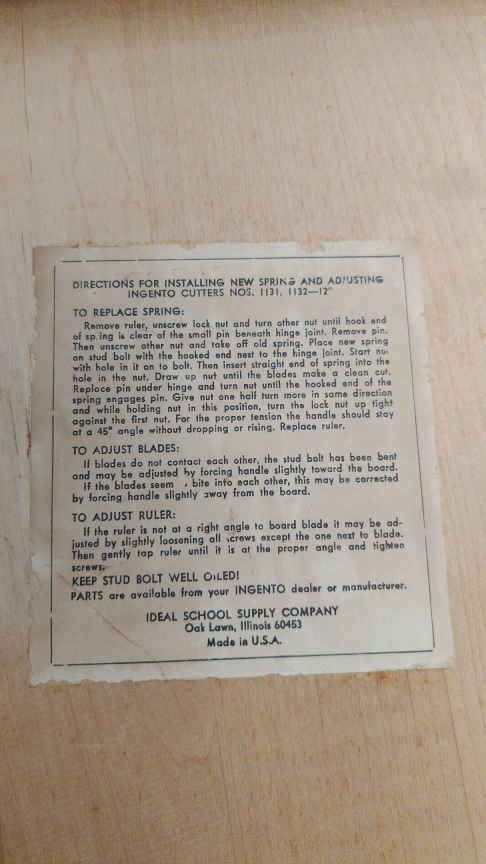 DIRECTIONS FOR INSTALLING NEW SPRING AND ADJUSTING
INGENTO CUTTERS NOS. 1131, 1132—12"
TO REPLACE SPRING:
Remove ruler, unscrew lock nut and turn other nut until hook end
of spring is clear of the small pin beneath hinge joint. Remove pin.
Then unscrew other nut and take off old spring. Place new spring
on stud bolt with the hooked end next to the hinge joint. Start nu-
with hole in it on to bolt. Then insert straight end of spring into the
hole in the nut. Draw up nut until the blades make a clean cut.
Replace pin under hinge and turn nut until the hooked end of the
spring engages pin. Give nut one half turn more in same direction
and while holding nut in this position, turn the lock nut up tight
against the first nut. For the proper tension the handle should stay
at a 45° angle without dropping or rising. Replace ruler.
TO ADJUST BLADES:
If blades do not contact each other, the stud bolt has been bent
and may be adjusted by forcing handle slightly toward the board.
If the blades seem bite into each other, this may be corrected
by forcing handle slightly away from the board.
TO ADJUST RULER:
If the ruler is not at a right angle to board blade it may be ad-
justed by slightly loosening all screws except the one next to blade.
Then gently tap ruler until it is at the proper angle and tighten
screws.
KEEP STUD BOLT WELL OILED!
PARTS are available from your INGENTO dealer or manufacturer.
IDEAL SCHOOL SUPPLY COMPANY
Oak Lawn, Illinois 60453
Made in U.S.A.